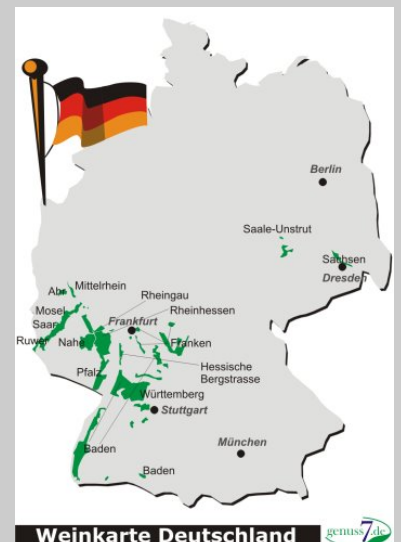 Berlin
Saale-Unstrut
Sachsen
Dresden
Ahr
Mittelrhein
Rheingau
Mosel
Saar
Ruwer
Rheinhessen
Frankfurt
Nahe
Franken
Pfalz
Hessische
Bergstrasse
Württemberg
Stuttgart
Baden
München
Baden
Weinkarte Deutschland
genuss7.de